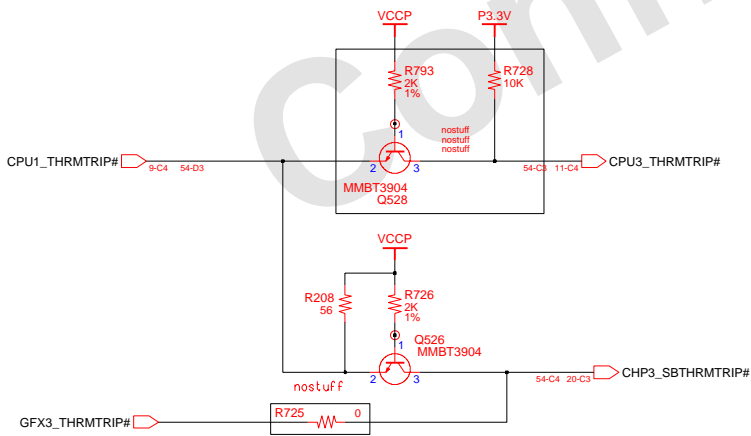 Con
VCCP
P3.3V
R793
2K
1%
R728
10K
1
nostuff
nostuff
nostuff
CPU1_THRMTRIP#
9-C4 54-D3
2
3
54-C3 11-C4
CPU3_THRMTRIP#
MMBT3904
Q528
VCCP
R208
56
R726
2K
1%
1
Q526
MMBT3904
nostuff
2
3
54-C4 20-C3
CHP3_SBTHRMTRIP#
GFX3_THRMTRIP#
R725
0